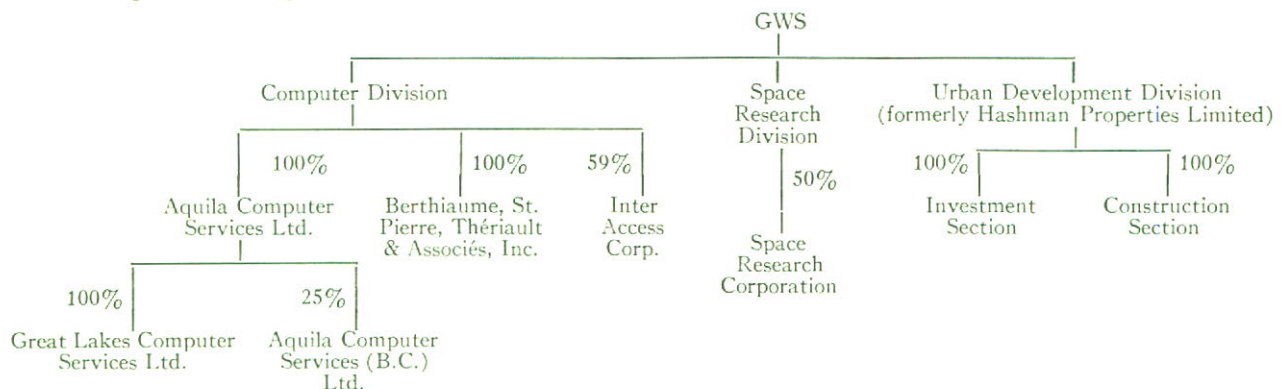 GWS
Computer Division
Space
Research
Division
Urban Development Division
(formerly Hashman Properties Limited)
100%
100%
59%
50%
100%
100%
Aquila Computer
Services Ltd.
Berthiaume, St.
Pierre, Thériault
& Associés, Inc.
Inter
Access
Corp.
Space
Research
Corporation
Investment
Section
Construction
Section
100%
25%
Great Lakes Computer
Services Ltd.
Aquila Computer
Services (B.C.)
Ltd.